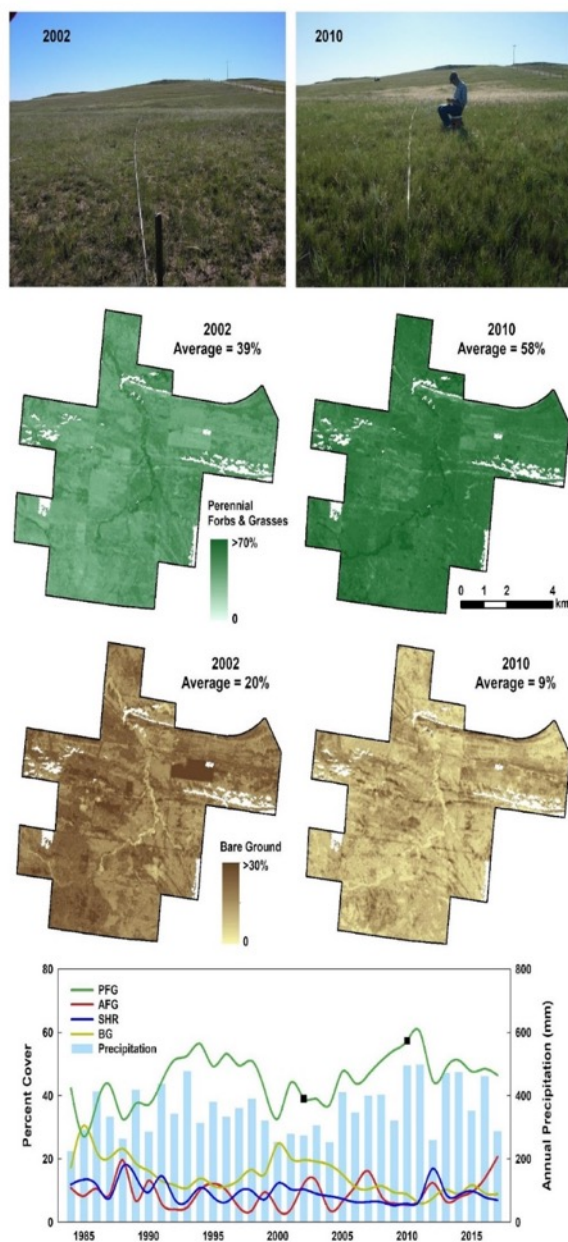 2002
2010
2002
Average = 39%
2010
Average = 58%
Perennial
Forbs & Grasses
>70%
0
0 1 2 4
km
2002
Average = 20%
2010
Average = 9%
Bare Ground
>30%
0
80
60
40
20
0
Percent Cover
PFG
AFG
SHR
BG
Precipitation
800
600
400
200
0
Annual Precipitation (mm)
1985 1990 1995 2000 2005 2010 2015